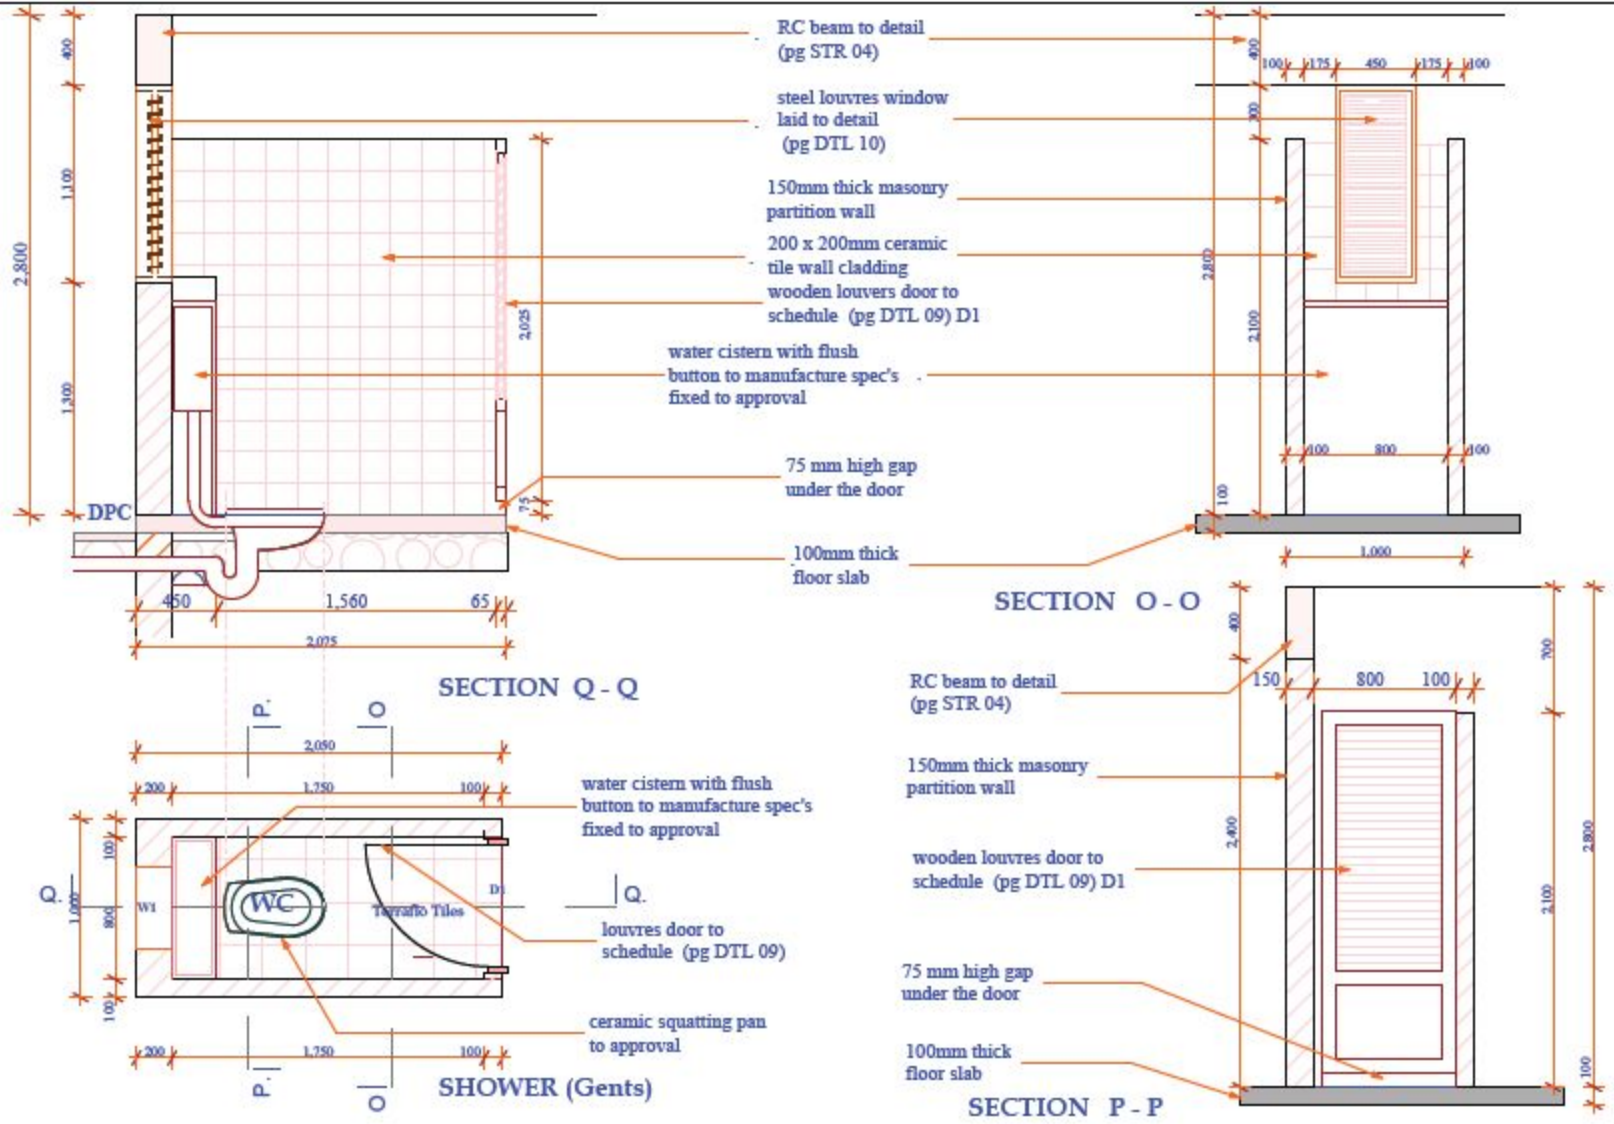 2,800
400
1,100
1,300
DPC
2,025
75
450
1,560
65
2,075
SECTION Q - Q
RC beam to detail
(pg STR 04)
steel louvres window
laid to detail
(pg DTL 10)
150mm thick masonry
partition wall
200 x 200mm ceramic
tile wall cladding
wooden louvers door to
schedule (pg DTL 09) D1
water cistern with flush
button to manufacture spec's
fixed to approval
75 mm high gap
under the door
100mm thick
floor slab
100
175
450
175
100
400
300
2,800
2,100
100
100
800
100
1,000
SECTION O - O
P.
O
2,050
200
1,750
100
Q.
1,000
100
800
100
W1
WC
Terraflo Tiles
D1
Q.
200
1,750
100
P.
O
SHOWER (Gents)
water cistern with flush
button to manufacture spec's
fixed to approval
louvres door to
schedule (pg DTL 09)
ceramic squatting pan
to approval
RC beam to detail
(pg STR 04)
150mm thick masonry
partition wall
wooden louvres door to
schedule (pg DTL 09) D1
75 mm high gap
under the door
100mm thick
floor slab
400
2,400
150
800
100
700
2,100
2,800
100
SECTION P - P